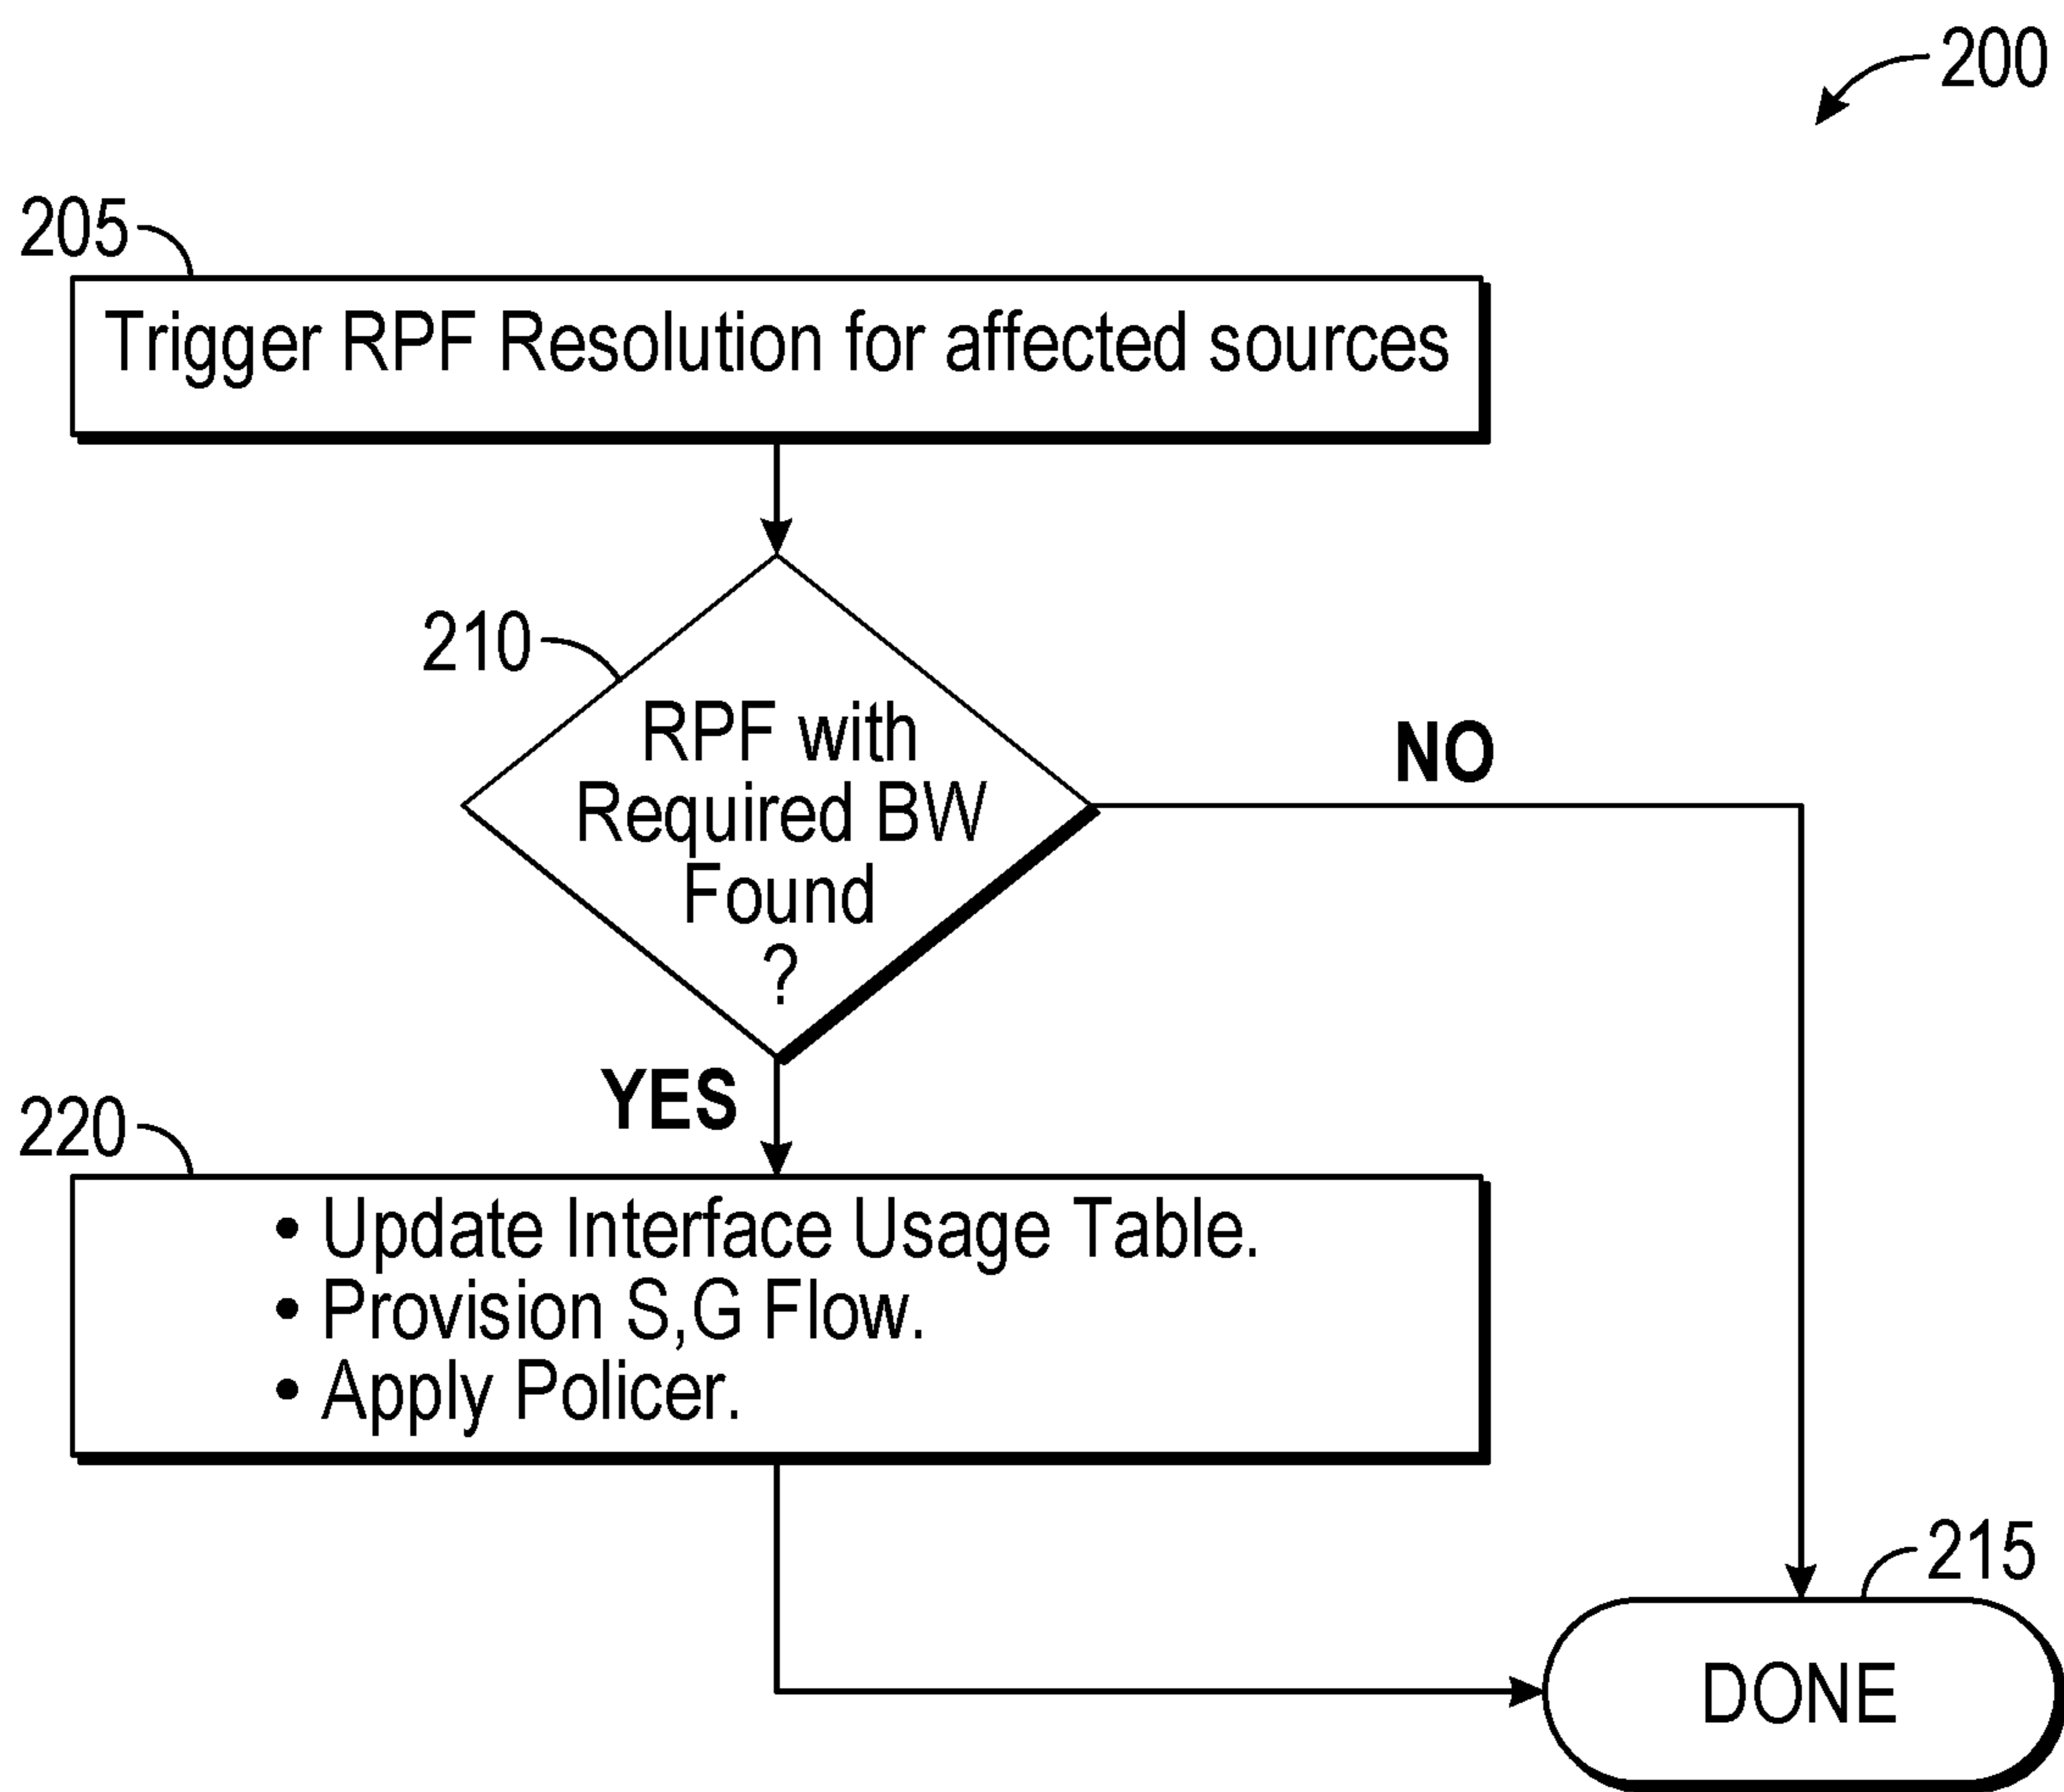 200
205
Trigger RPF Resolution for affected sources
210
RPF with
Required BW
Found
?
NO
YES
220
• Update Interface Usage Table.
• Provision S,G Flow.
• Apply Policer.
215
DONE